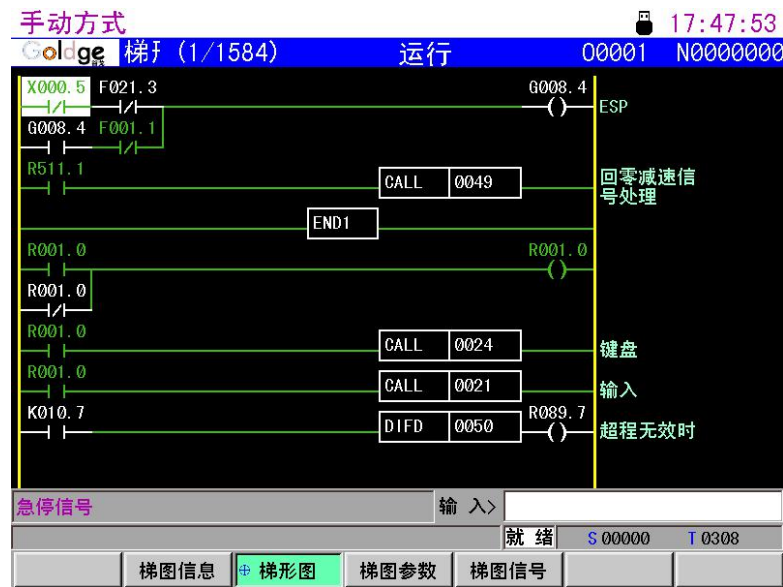 手动方式 17:47:53
(1/1584) 运行 O0001 N0000000
X000.5 F021.3 G008.4 ESP
G008.4 F001.1
R511.1 CALL 0049 回零减速信
号处理
END1
R001.0 R001.0
R001.0
R001.0 CALL 0024 键盘
R001.0 CALL 0021 输入
K010.7 DIFD 0050 R089.7 超程无效时
急停信号 输 入>
就 绪 S 00000 T 0308
梯图信息 梯形图 梯图参数 梯图信号